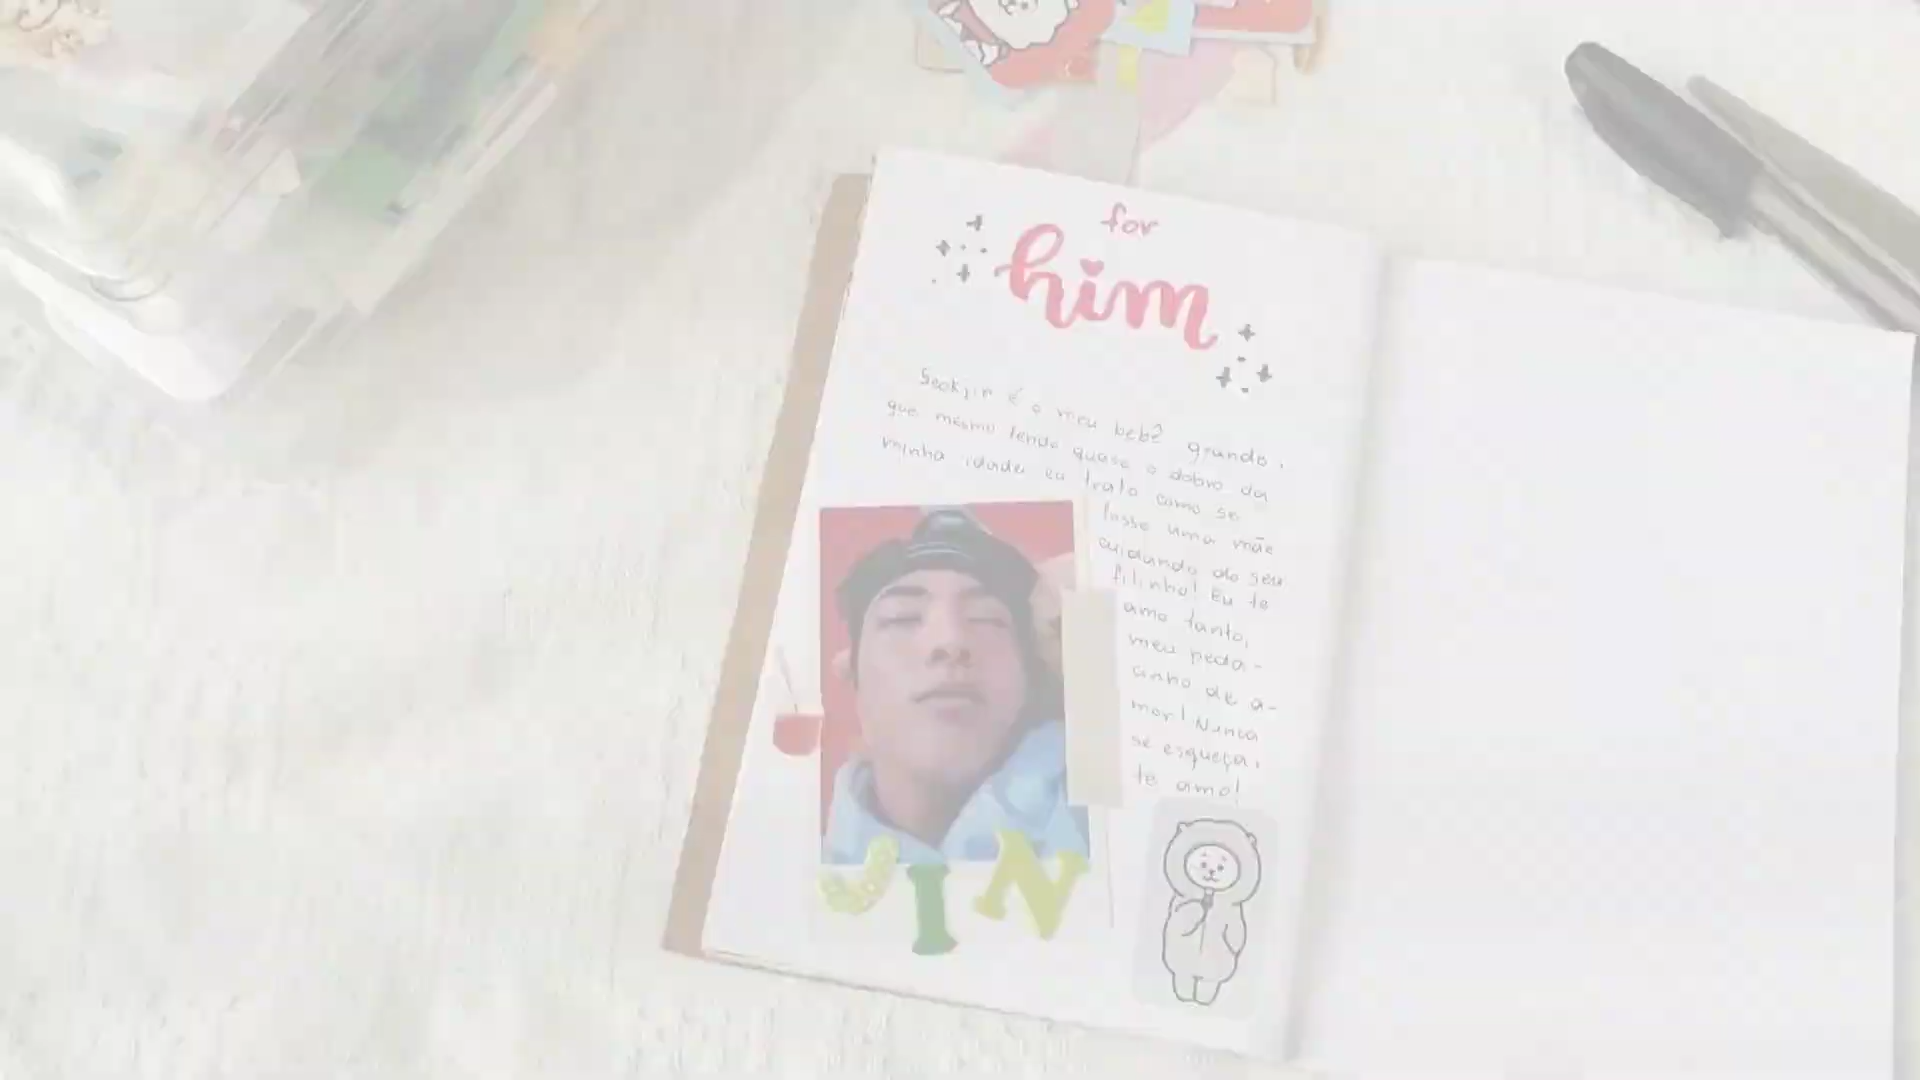 for
him
Seokjin é o meu bebê grande,
que mesmo tendo quase o dobro da
minha idade eu trato como se
fosse uma mãe
cuidando do seu
filinho! Eu te
amo tanto,
meu peda-
cinho de a-
mor! Nunca
se esqueça,
te amo!
JIN